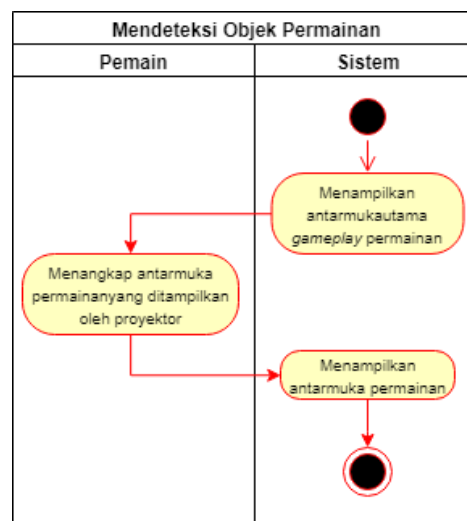 Mendeteksi Objek Permainan
Pemain
Sistem
Menampilkan
antarmukautama
gameplay permainan
Menangkap antarmuka
permainanyang ditampilkan
oleh proyektor
Menampilkan
antarmuka permainan